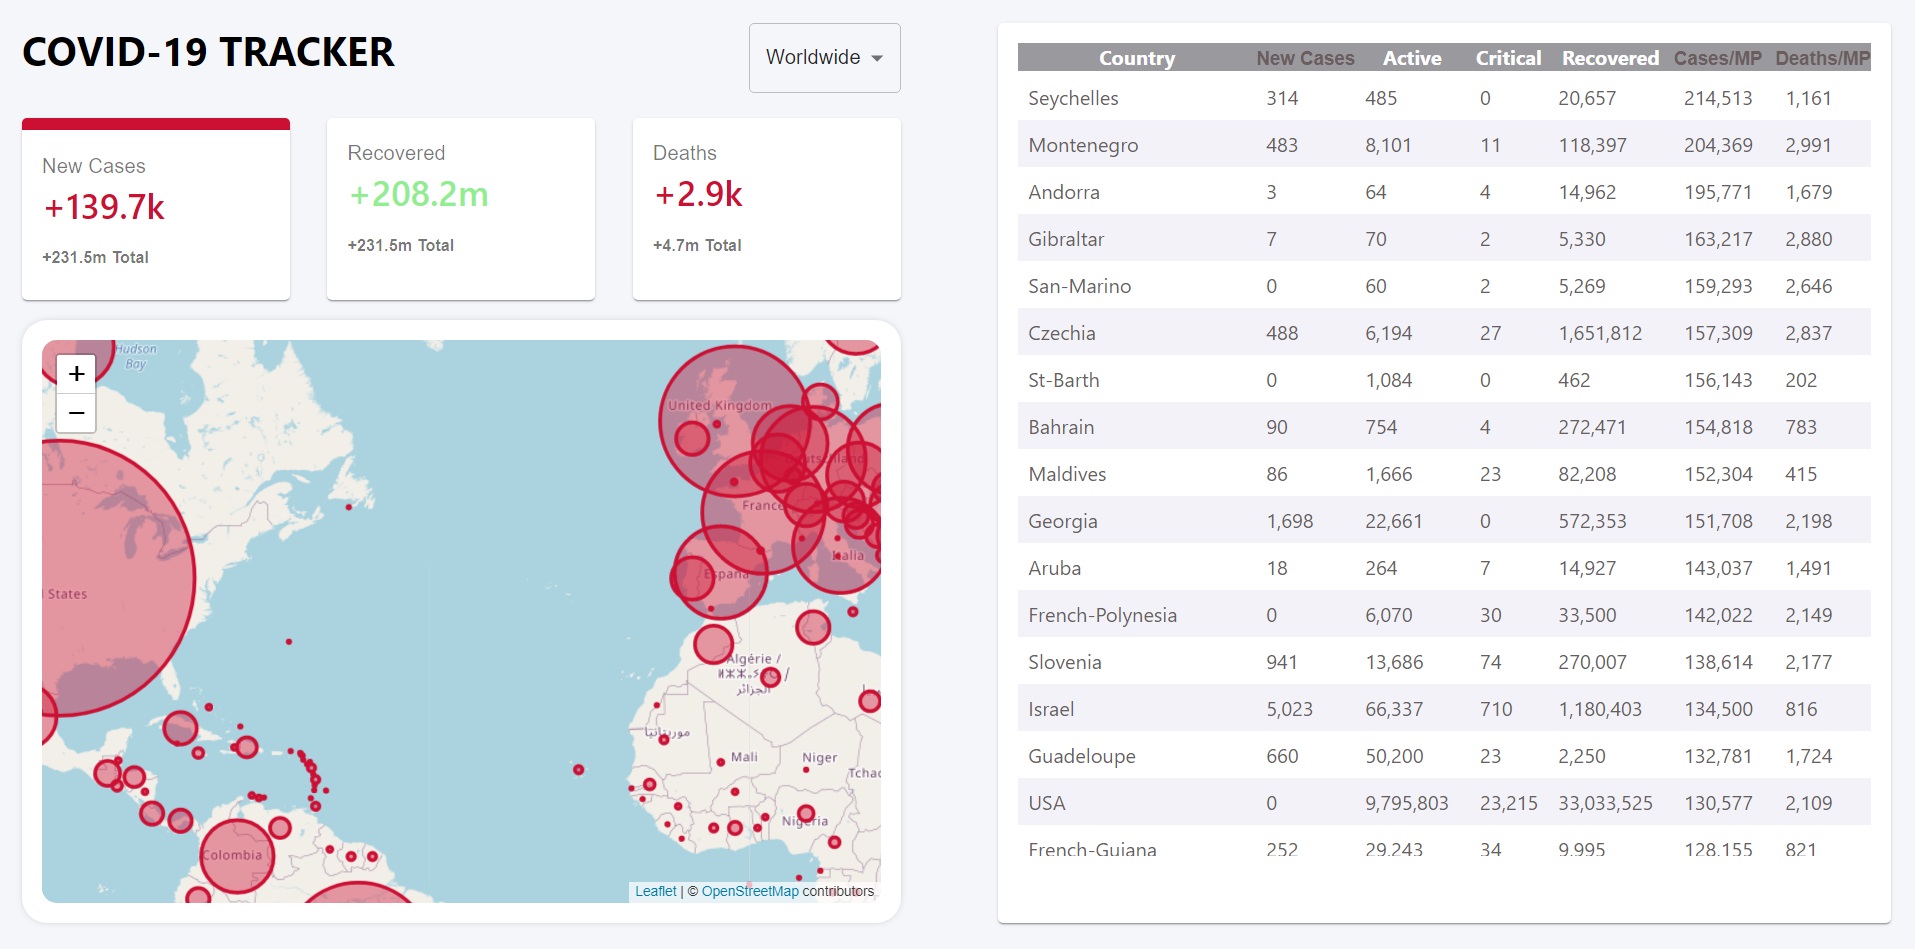 COVID-19 TRACKER
Worldwide
New Cases
+139.7k
+231.5m Total
Recovered
+208.2m
+231.5m Total
Deaths
+2.9k
+4.7m Total
+
−
Hudson
Bay
United Kingdom
France
España
Italia
States
Algérie /
ⵍⵣⵣⴰⵢⴻⵔ /
الجزائر
موريتانيا
Mali
Niger
Nigeria
Colombia
Leaflet | © OpenStreetMap contributors
Country New Cases Active Critical Recovered Cases/MP Deaths/MP
Seychelles 314 485 0 20,657 214,513 1,161
Montenegro 483 8,101 11 118,397 204,369 2,991
Andorra 3 64 4 14,962 195,771 1,679
Gibraltar 7 70 2 5,330 163,217 2,880
San-Marino 0 60 2 5,269 159,293 2,646
Czechia 488 6,194 27 1,651,812 157,309 2,837
St-Barth 0 1,084 0 462 156,143 202
Bahrain 90 754 4 272,471 154,818 783
Maldives 86 1,666 23 82,208 152,304 415
Georgia 1,698 22,661 0 572,353 151,708 2,198
Aruba 18 264 7 14,927 143,037 1,491
French-Polynesia 0 6,070 30 33,500 142,022 2,149
Slovenia 941 13,686 74 270,007 138,614 2,177
Israel 5,023 66,337 710 1,180,403 134,500 816
Guadeloupe 660 50,200 23 2,250 132,781 1,724
USA 0 9,795,803 23,215 33,033,525 130,577 2,109
French-Guiana 252 29,243 34 9,995 128,155 821